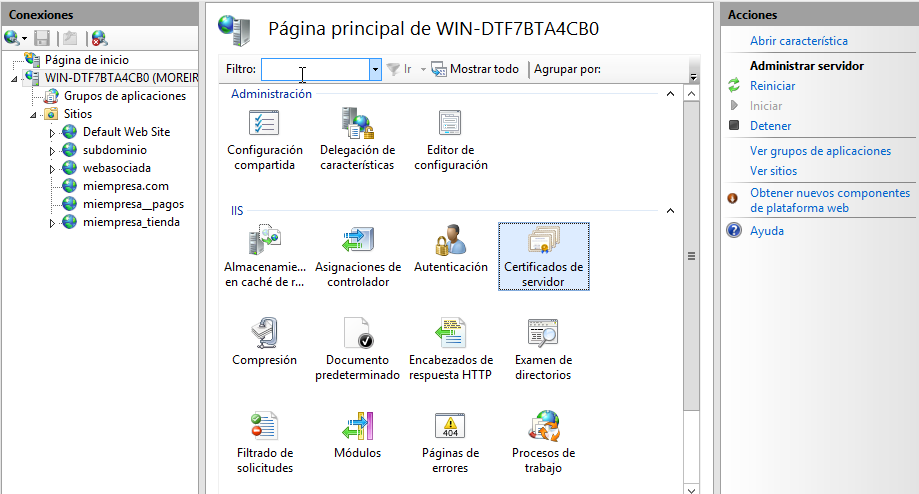 Conexiones
Página de inicio
WIN-DTF7BTA4CB0 (MOREIR
Grupos de aplicaciones
Sitios
Default Web Site
subdominio
webasociada
miempresa.com
miempresa__pagos
miempresa_tienda
Página principal de WIN-DTF7BTA4CB0
Filtro:
Ir
Mostrar todo
Agrupar por:
Administración
Configuración
compartida
Delegación de
características
Editor de
configuración
IIS
Almacenamie...
en caché de r...
Asignaciones de
controlador
Autenticación
Certificados de
servidor
Compresión
Documento
predeterminado
Encabezados de
respuesta HTTP
Examen de
directorios
Filtrado de
solicitudes
Módulos
404
Páginas de
errores
Procesos de
trabajo
Acciones
Abrir característica
Administrar servidor
Reiniciar
Iniciar
Detener
Ver grupos de aplicaciones
Ver sitios
Obtener nuevos componentes
de plataforma web
Ayuda